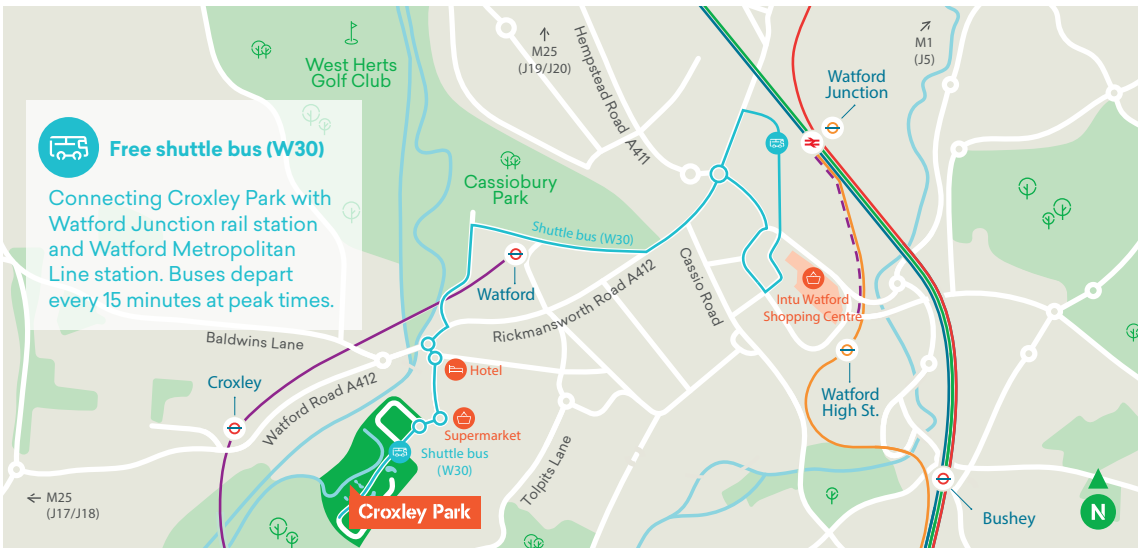 West Herts
Golf Club
M25
(J19/J20)
Hempstead Road A411
M1
(J5)
Watford
Junction
Free shuttle bus (W30)
Connecting Croxley Park with
Watford Junction rail station
and Watford Metropolitan
Line station. Buses depart
every 15 minutes at peak times.
Cassiobury
Park
Shuttle bus (W30)
Watford
Cassio Road
Rickmansworth Road A412
Intu Watford
Shopping Centre
Baldwins Lane
Hotel
Croxley
Watford Road A412
Watford
High St.
Supermarket
Shuttle bus
(W30)
Tolpits Lane
M25
(J17/J18)
Croxley Park
Bushey
N